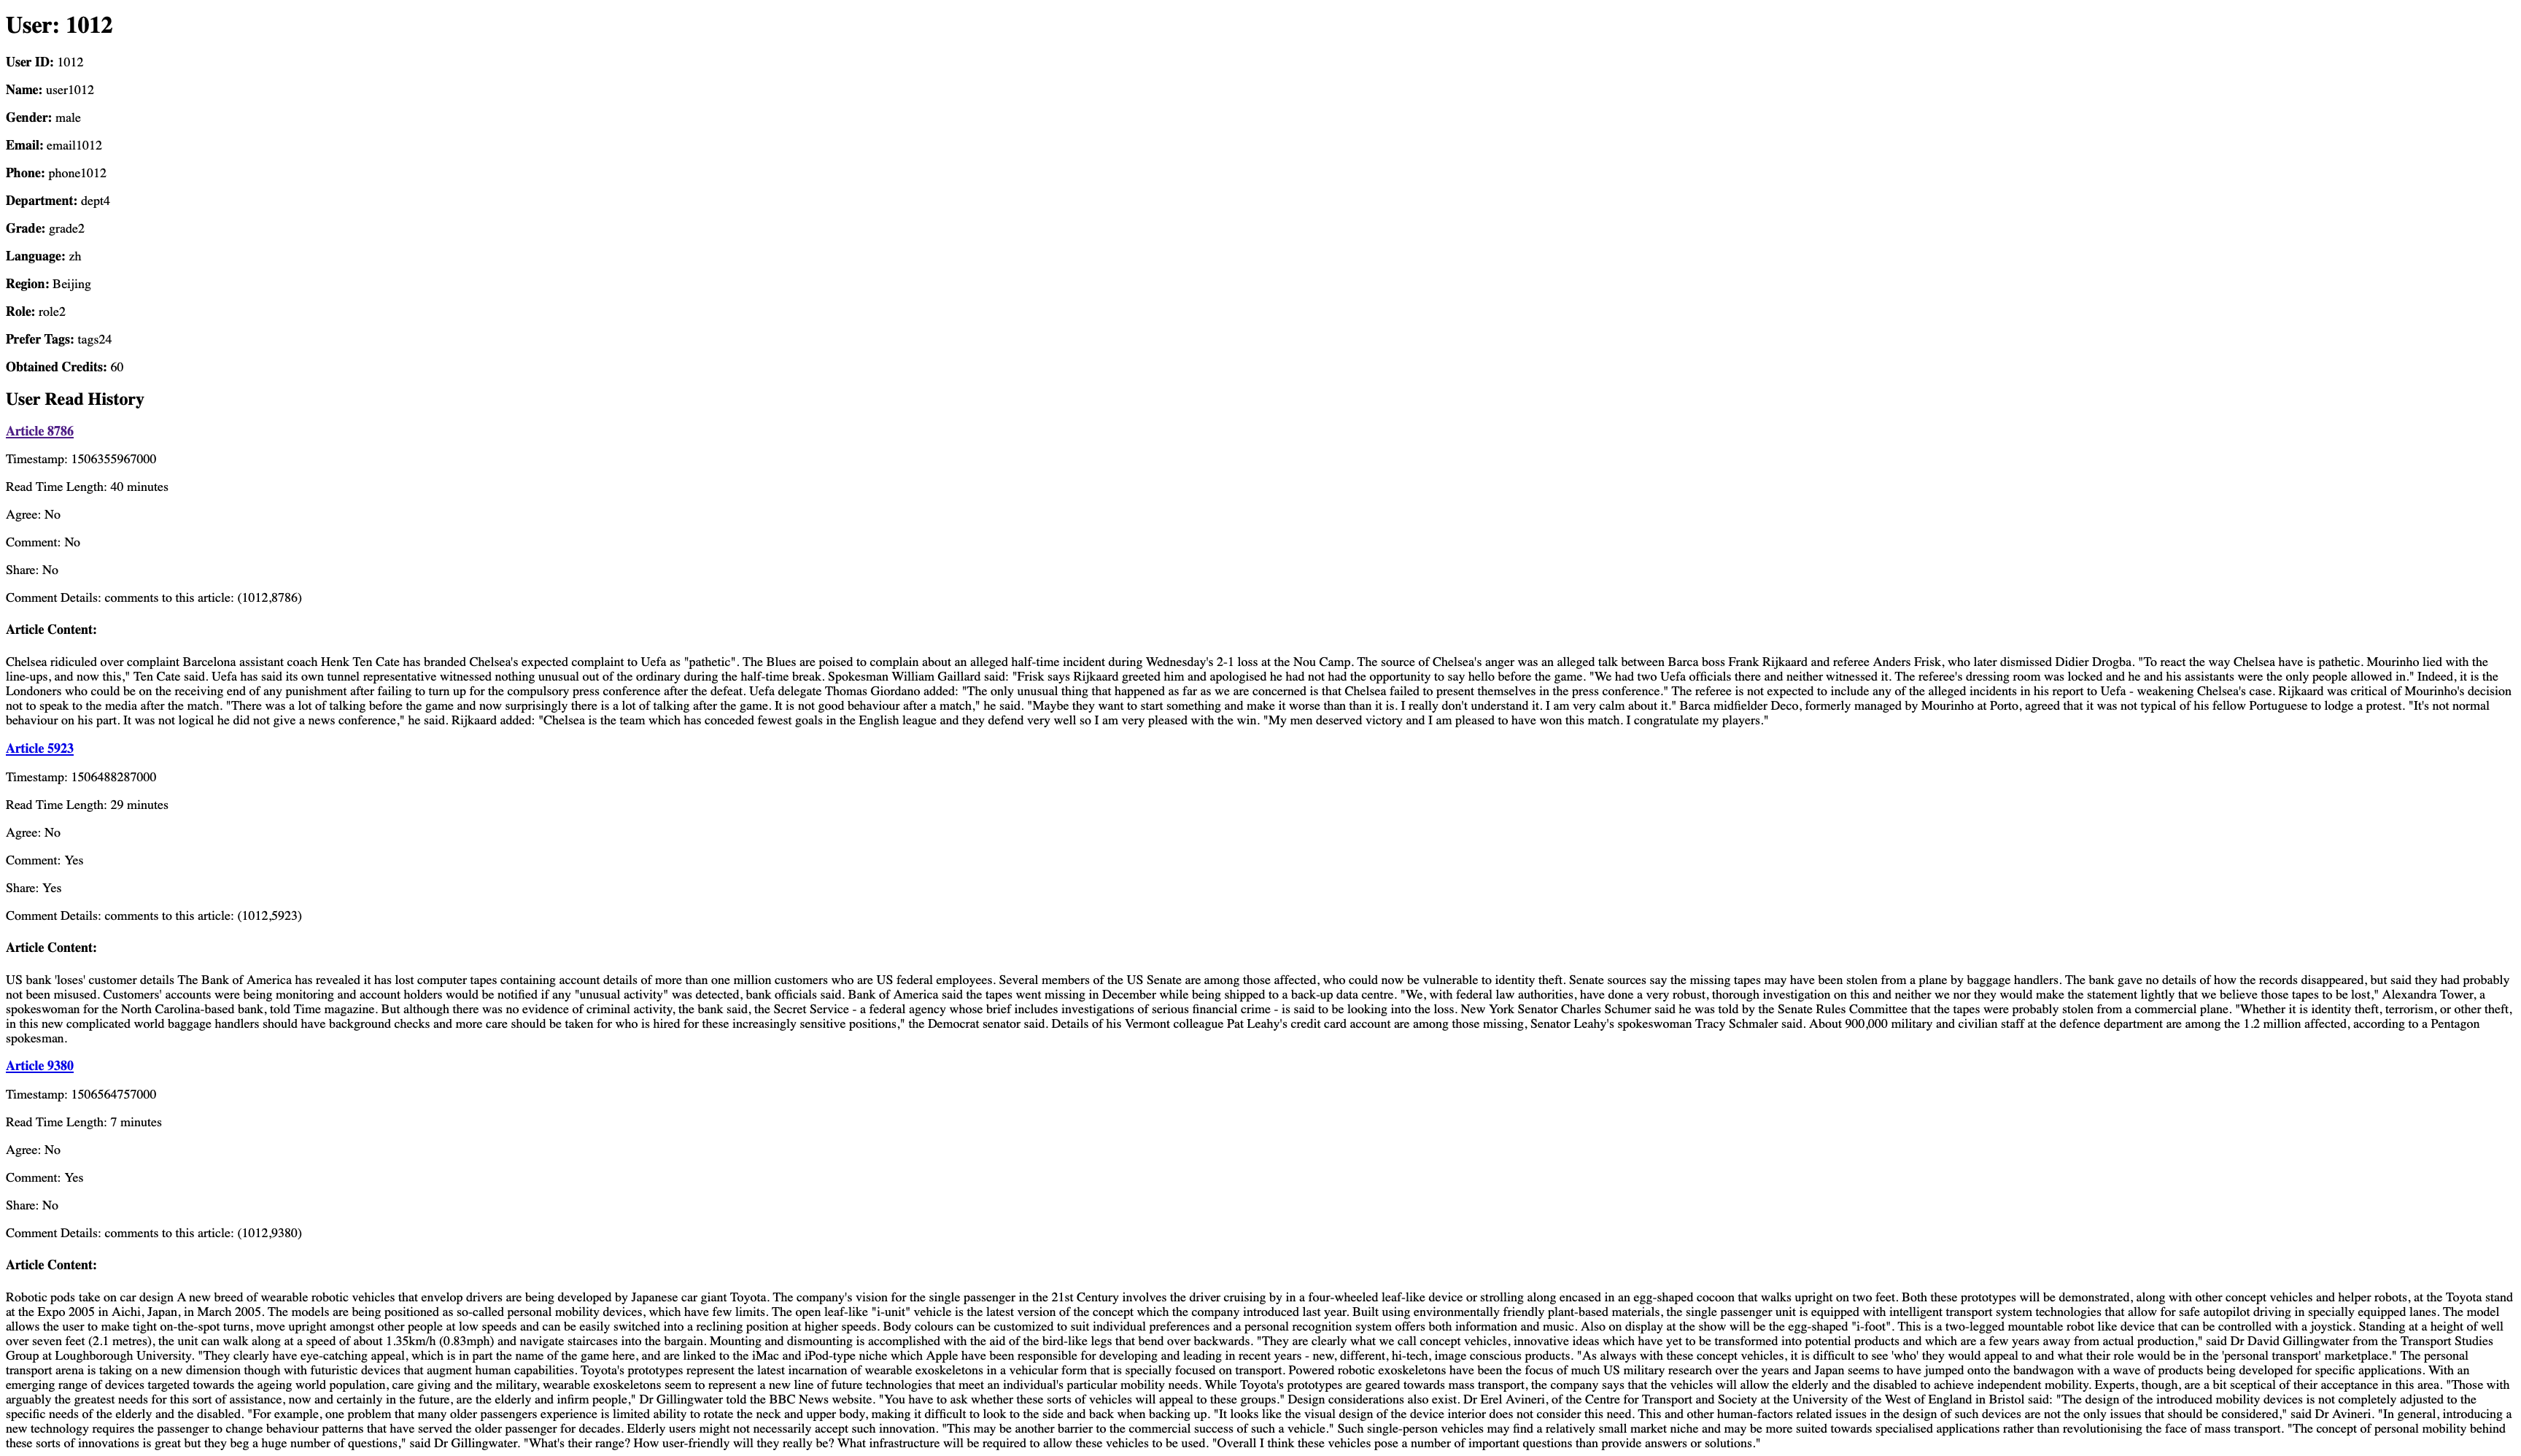 User: 1012
User ID: 1012
Name: user1012
Gender: male
Email: email1012
Phone: phone1012
Department: dept4
Grade: grade2
Language: zh
Region: Beijing
Role: role2
Prefer Tags: tags24
Obtained Credits: 60
User Read History
Article 8786
Timestamp: 1506355967000
Read Time Length: 40 minutes
Agree: No
Comment: No
Share: No
Comment Details: comments to this article: (1012,8786)
Article Content:
Chelsea ridiculed over complaint Barcelona assistant coach Henk Ten Cate has branded Chelsea's expected complaint to Uefa as "pathetic". The Blues are poised to complain about an alleged half-time incident during Wednesday's 2-1 loss at the Nou Camp. The source of Chelsea's anger was an alleged talk between Barca boss Frank Rijkaard and referee Anders Frisk, who later dismissed Didier Drogba. "To react the way Chelsea have is pathetic. Mourinho lied with the
line-ups, and now this," Ten Cate said. Uefa has said its own tunnel representative witnessed nothing unusual out of the ordinary during the half-time break. Spokesman William Gaillard said: "Frisk says Rijkaard greeted him and apologised he had not had the opportunity to say hello before the game. "We had two Uefa officials there and neither witnessed it. The referee's dressing room was locked and he and his assistants were the only people allowed in." Indeed, it is the
Londoners who could be on the receiving end of any punishment after failing to turn up for the compulsory press conference after the defeat. Uefa delegate Thomas Giordano added: "The only unusual thing that happened as far as we are concerned is that Chelsea failed to present themselves in the press conference." The referee is not expected to include any of the alleged incidents in his report to Uefa - weakening Chelsea's case. Rijkaard was critical of Mourinho's decision
not to speak to the media after the match. "There was a lot of talking before the game and now surprisingly there is a lot of talking after the game. It is not good behaviour after a match," he said. "Maybe they want to start something and make it worse than than it is. I really don't understand it. I am very calm about it." Barca midfielder Deco, formerly managed by Mourinho at Porto, agreed that it was not typical of his fellow Portuguese to lodge a protest. "It's not normal
behaviour on his part. It was not logical he did not give a news conference," he said. Rijkaard added: "Chelsea is the team which has conceded fewest goals in the English league and they defend very well so I am very pleased with the win. "My men deserved victory and I am pleased to have won this match. I congratulate my players."
Article 5923
Timestamp: 1506488287000
Read Time Length: 29 minutes
Agree: No
Comment: Yes
Share: Yes
Comment Details: comments to this article: (1012,5923)
Article Content:
US bank 'loses' customer details The Bank of America has revealed it has lost computer tapes containing account details of more than one million customers who are US federal employees. Several members of the US Senate are among those affected, who could now be vulnerable to identity theft. Senate sources say the missing tapes may have been stolen from a plane by baggage handlers. The bank gave no details of how the records disappeared, but said they had probably
not been misused. Customers' accounts were being monitoring and account holders would be notified if any "unusual activity" was detected, bank officials said. Bank of America said the tapes went missing in December while being shipped to a back-up data centre. "We, with federal law authorities, have done a very robust, thorough investigation on this and neither we nor they would make the statement lightly that we believe those tapes to be lost," Alexandra Tower, a
spokeswoman for the North Carolina-based bank, told Time magazine. But although there was no evidence of criminal activity, the bank said, the Secret Service - a federal agency whose brief includes investigations of serious financial crime - is said to be looking into the loss. New York Senator Charles Schumer said he was told by the Senate Rules Committee that the tapes were probably stolen from a commercial plane. "Whether it is identity theft, terrorism, or other theft,
in this new complicated world baggage handlers should have background checks and more care should be taken for who is hired for these increasingly sensitive positions," the Democrat senator said. Details of his Vermont colleague Pat Leahy's credit card account are among those missing, Senator Leahy's spokeswoman Tracy Schmaler said. About 900,000 military and civilian staff at the defence department are among the 1.2 million affected, according to a Pentagon
spokesman.
Article 9380
Timestamp: 1506564757000
Read Time Length: 7 minutes
Agree: No
Comment: Yes
Share: No
Comment Details: comments to this article: (1012,9380)
Article Content:
Robotic pods take on car design A new breed of wearable robotic vehicles that envelop drivers are being developed by Japanese car giant Toyota. The company's vision for the single passenger in the 21st Century involves the driver cruising by in a four-wheeled leaf-like device or strolling along encased in an egg-shaped cocoon that walks upright on two feet. Both these prototypes will be demonstrated, along with other concept vehicles and helper robots, at the Toyota stand
at the Expo 2005 in Aichi, Japan, in March 2005. The models are being positioned as so-called personal mobility devices, which have few limits. The open leaf-like "i-unit" vehicle is the latest version of the concept which the company introduced last year. Built using environmentally friendly plant-based materials, the single passenger unit is equipped with intelligent transport system technologies that allow for safe autopilot driving in specially equipped lanes. The model
allows the user to make tight on-the-spot turns, move upright amongst other people at low speeds and can be easily switched into a reclining position at higher speeds. Body colours can be customized to suit individual preferences and a personal recognition system offers both information and music. Also on display at the show will be the egg-shaped "i-foot". This is a two-legged mountable robot like device that can be controlled with a joystick. Standing at a height of well
over seven feet (2.1 metres), the unit can walk along at a speed of about 1.35km/h (0.83mph) and navigate staircases into the bargain. Mounting and dismounting is accomplished with the aid of the bird-like legs that bend over backwards. "They are clearly what we call concept vehicles, innovative ideas which have yet to be transformed into potential products and which are a few years away from actual production," said Dr David Gillingwater from the Transport Studies
Group at Loughborough University. "They clearly have eye-catching appeal, which is in part the name of the game here, and are linked to the iMac and iPod-type niche which Apple have been responsible for developing and leading in recent years - new, different, hi-tech, image conscious products. "As always with these concept vehicles, it is difficult to see 'who' they would appeal to and what their role would be in the 'personal transport' marketplace." The personal
transport arena is taking on a new dimension though with futuristic devices that augment human capabilities. Toyota's prototypes represent the latest incarnation of wearable exoskeletons in a vehicular form that is specially focused on transport. Powered robotic exoskeletons have been the focus of much US military research over the years and Japan seems to have jumped onto the bandwagon with a wave of products being developed for specific applications. With an
emerging range of devices targeted towards the ageing world population, care giving and the military, wearable exoskeletons seem to represent a new line of future technologies that meet an individual's particular mobility needs. While Toyota's prototypes are geared towards mass transport, the company says that the vehicles will allow the elderly and the disabled to achieve independent mobility. Experts, though, are a bit sceptical of their acceptance in this area. "Those with
arguably the greatest needs for this sort of assistance, now and certainly in the future, are the elderly and infirm people," Dr Gillingwater told the BBC News website. "You have to ask whether these sorts of vehicles will appeal to these groups." Design considerations also exist. Dr Erel Avineri, of the Centre for Transport and Society at the University of the West of England in Bristol said: "The design of the introduced mobility devices is not completely adjusted to the
specific needs of the elderly and the disabled. "For example, one problem that many older passengers experience is limited ability to rotate the neck and upper body, making it difficult to look to the side and back when backing up. "It looks like the visual design of the device interior does not consider this need. This and other human-factors related issues in the design of such devices are not the only issues that should be considered," said Dr Avineri. "In general, introducing a
new technology requires the passenger to change behaviour patterns that have served the older passenger for decades. Elderly users might not necessarily accept such innovation. "This may be another barrier to the commercial success of such a vehicle." Such single-person vehicles may find a relatively small market niche and may be more suited towards specialised applications rather than revolutionising the face of mass transport. "The concept of personal mobility behind
these sorts of innovations is great but they beg a huge number of questions," said Dr Gillingwater. "What's their range? How user-friendly will they really be? What infrastructure will be required to allow these vehicles to be used. "Overall I think these vehicles pose a number of important questions than provide answers or solutions."